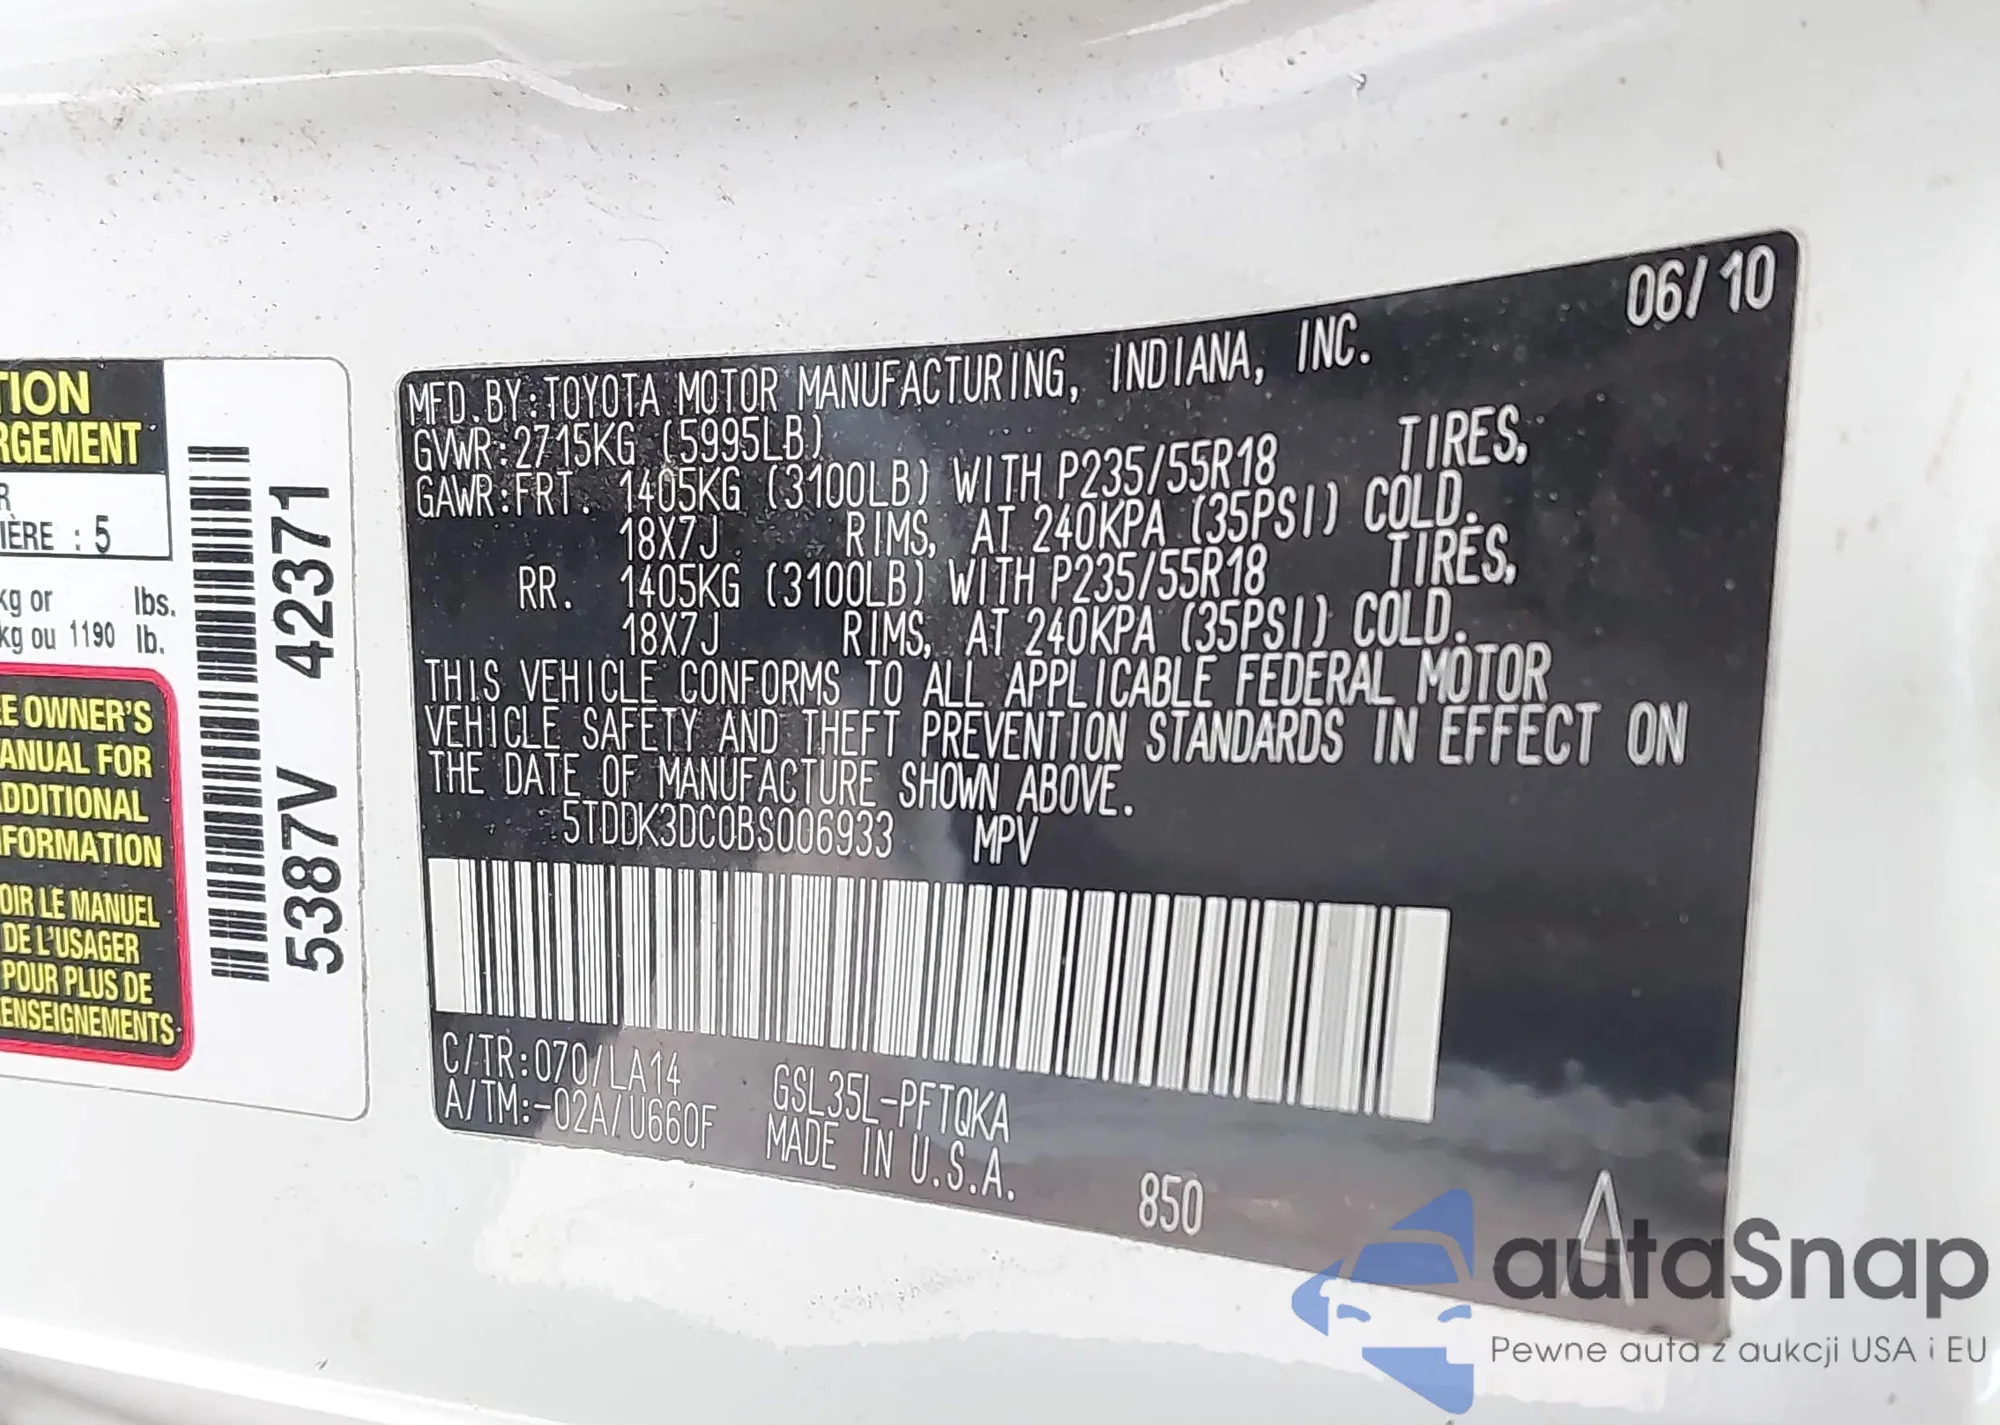 TION
RGEMENT
R
IÈRE : 5
kg or lbs.
kg ou 1190 lb.
E OWNER'S
ANUAL FOR
DDITIONAL
NFORMATION
OIR LE MANUEL
DE L'USAGER
POUR PLUS DE
ENSEIGNEMENTS
5387V 42371
06/10
MFD.BY:TOYOTA MOTOR MANUFACTURING, INDIANA, INC.
GVWR:2715KG (5995LB)
GAWR:FRT. 1405KG (3100LB) WITH P235/55R18 TIRES,
18X7J RIMS, AT 240KPA (35PSI) COLD.
RR. 1405KG (3100LB) WITH P235/55R18 TIRES,
18X7J RIMS, AT 240KPA (35PSI) COLD.
THIS VEHICLE CONFORMS TO ALL APPLICABLE FEDERAL MOTOR
VEHICLE SAFETY AND THEFT PREVENTION STANDARDS IN EFFECT ON
THE DATE OF MANUFACTURE SHOWN ABOVE.
5TDDK3DC0BS006933 MPV
C/TR:070/LA14 GSL35L-PFTQKA
A/TM:-02A/U660F MADE IN U.S.A.
850
A
autaSnap
Pewne auta z aukcji USA i EU